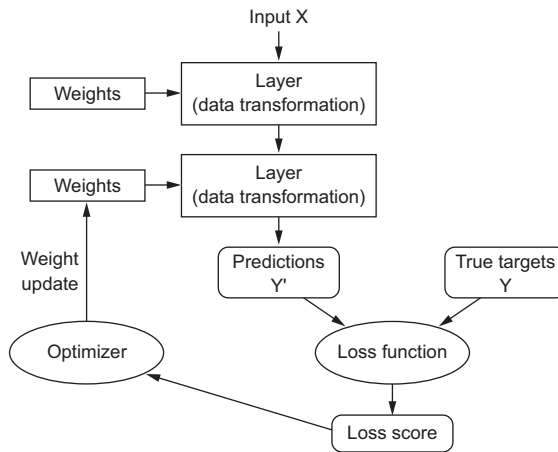 Input X
Weights
Layer
(data transformation)
Weights
Layer
(data transformation)
Weight
update
Predictions
Y'
True targets
Y
Optimizer
Loss function
Loss score